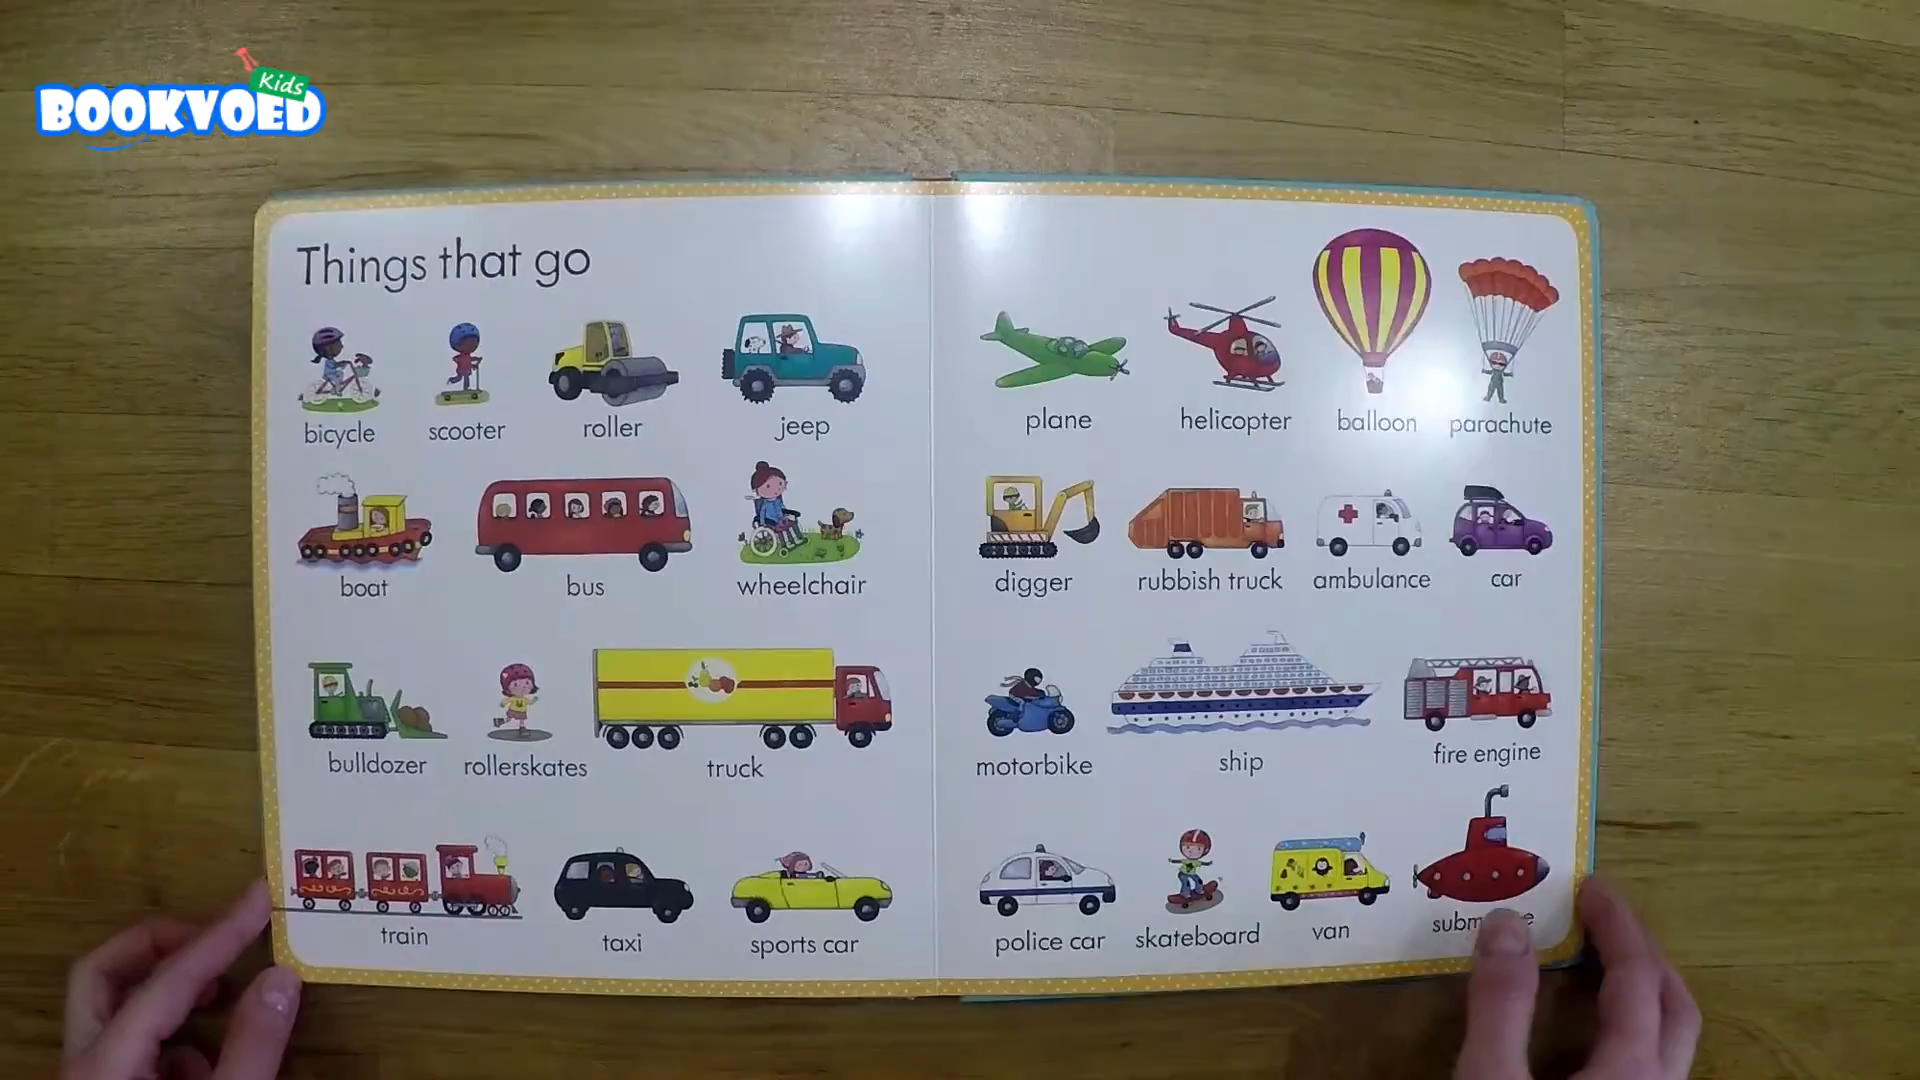 Kids
BOOKVOED
Things that go
bicycle
scooter
roller
jeep
boat
bus
wheelchair
bulldozer
rollerskates
truck
train
taxi
sports car
plane
helicopter
balloon
parachute
digger
rubbish truck
ambulance
car
motorbike
ship
fire engine
police car
skateboard
van